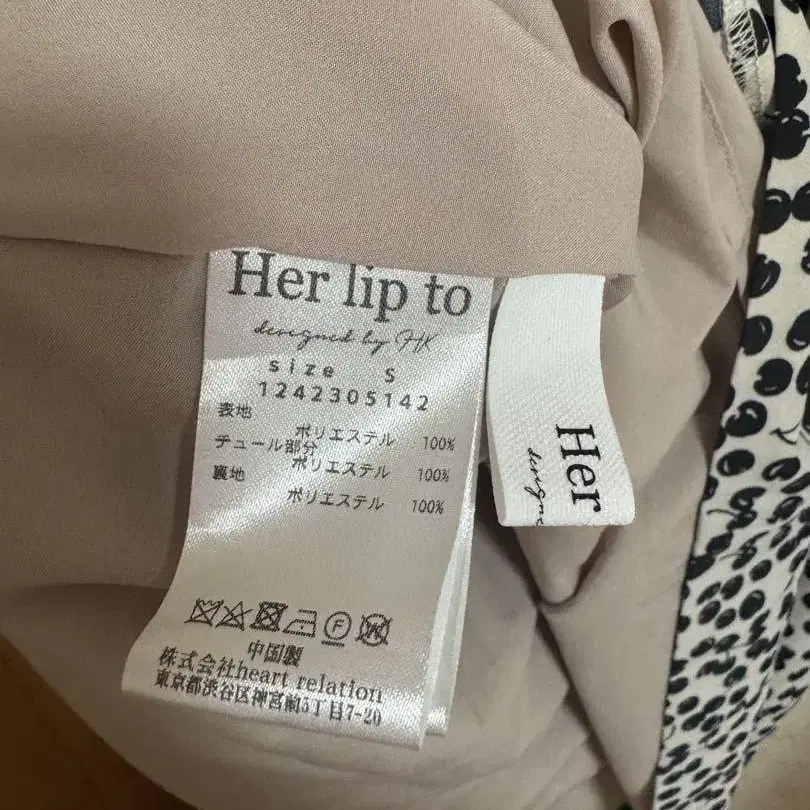 Her lip to
designed by HK
size S
1242305142
表地
ポリエステル 100%
チュール部分
ポリエステル 100%
裏地
ポリエステル 100%
中国製
株式会社heart relation
東京都渋谷区神宮前5丁目7-20
Her
designe